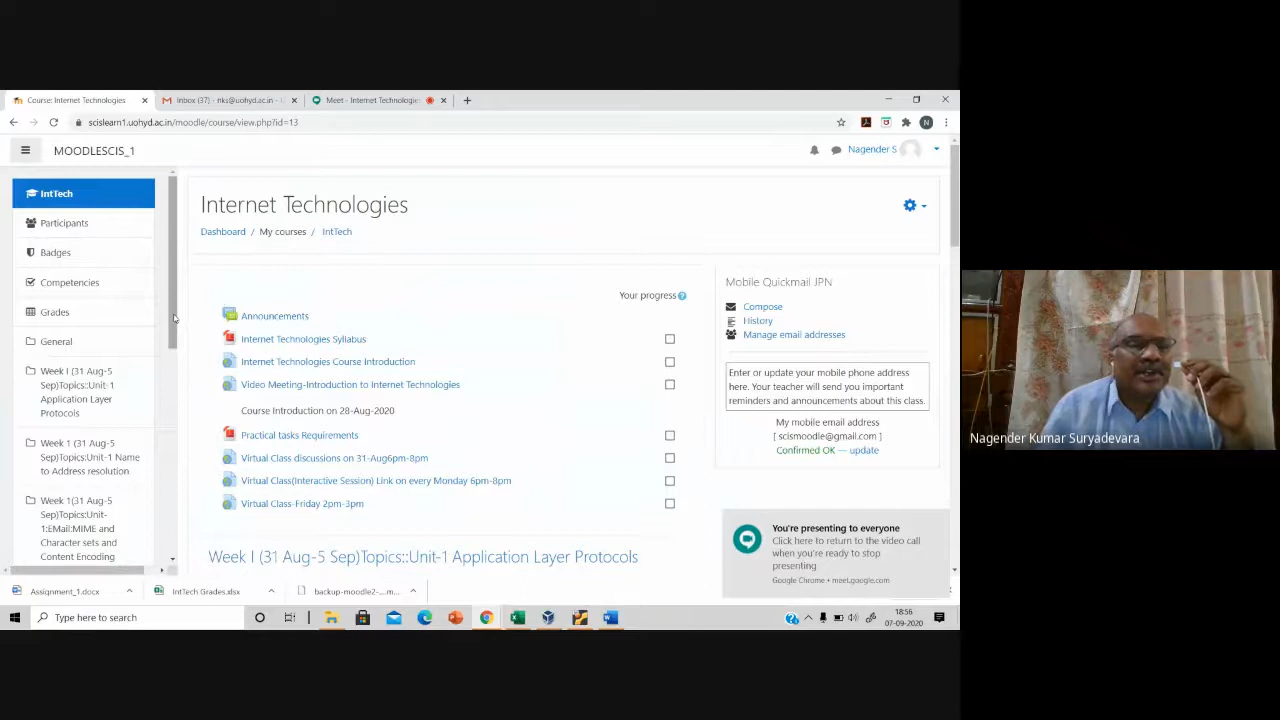 Course: Internet Technologies
Inbox (37) - nks@uohyd.ac.in -
Meet - Internet Technologies
scislearn1.uohyd.ac.in/moodle/course/view.php?id=13
MOODLESCIS_1
Nagender S
IntTech
Participants
Badges
Competencies
Grades
General
Week I (31 Aug-5
Sep)Topics:Unit-1
Application Layer
Protocols
Week 1 (31 Aug-5
Sep)Topics:Unit-1 Name
to Address resolution
Week 1(31 Aug-5
Sep)Topics:Unit-
1:EMail:MIME and
Character sets and
Content Encoding
Internet Technologies
Dashboard / My courses / IntTech
Your progress
Announcements
Internet Technologies Syllabus
Internet Technologies Course Introduction
Video Meeting-Introduction to Internet Technologies
Course Introduction on 28-Aug-2020
Practical tasks Requirements
Virtual Class discussions on 31-Aug6pm-8pm
Virtual Class(Interactive Session) Link on every Monday 6pm-8pm
Virtual Class-Friday 2pm-3pm
Week I (31 Aug-5 Sep)Topics::Unit-1 Application Layer Protocols
Mobile Quickmail JPN
Compose
History
Manage email addresses
Enter or update your mobile phone address
here. Your teacher will send you important
reminders and announcements about this class.
My mobile email address
[ scismoodle@gmail.com ]
Confirmed OK — update
You're presenting to everyone
Click here to return to the video call
when you're ready to stop
presenting
Google Chrome • meet.google.com
Assignment_1.docx
IntTech Grades.xlsx
backup-moodle2-....m...
Type here to search
18:56
07-09-2020
Nagender Kumar Suryadevara